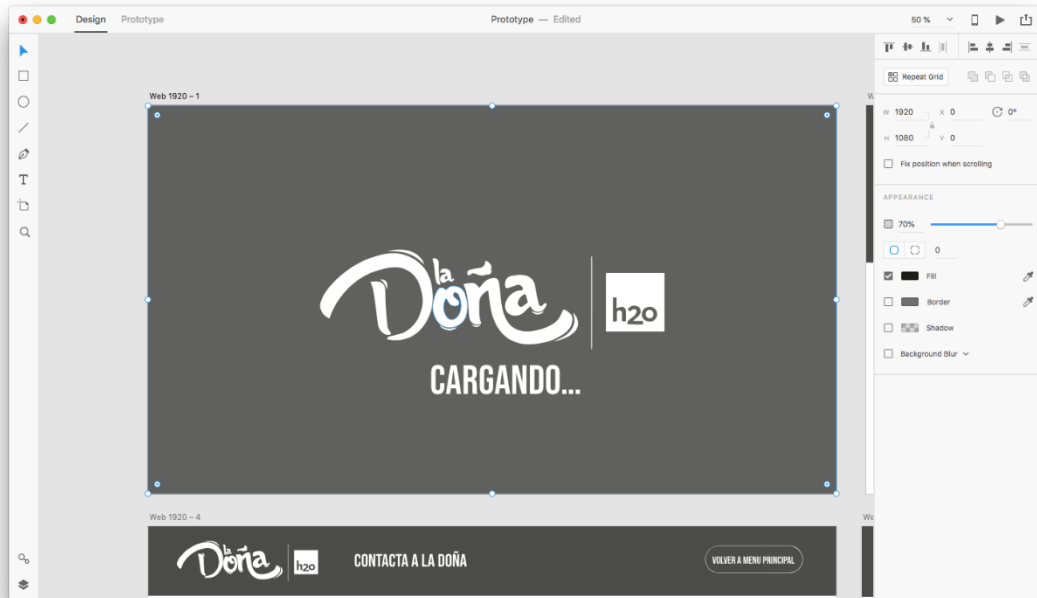 Design Prototype Prototype — Edited 50 %
Web 1920 – 1 W
Repeat Grid
W 1920 X 0 0°
H 1080 Y 0
Fix position when scrolling
APPEARANCE
70%
0
Fill
Border
Shadow
Background Blur
la
Doña
h2o
CARGANDO...
Web 1920 – 4 We
la
Doña
h2o
CONTACTA A LA DOÑA
VOLVER A MENU PRINCIPAL
T